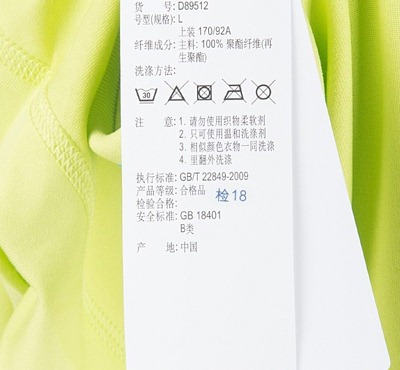 货 号: D89512
号型(规格): L
上装 170/92A
纤维成分: 主料: 100% 聚酯纤维(再
生聚酯)
洗涤方法:
30
注 意: 1. 请勿使用织物柔软剂
2. 只可使用温和洗涤剂
3. 相似颜色衣物一同洗涤
4. 里翻外洗涤
执行标准: GB/T 22849-2009
产品等级: 合格品
检验合格: 检18
安全标准: GB 18401
B类
产 地: 中国